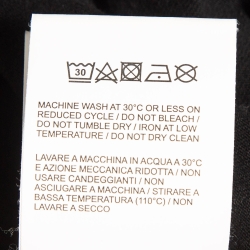 30
MACHINE WASH AT 30°C OR LESS ON
REDUCED CYCLE / DO NOT BLEACH /
DO NOT TUMBLE DRY / IRON AT LOW
TEMPERATURE / DO NOT DRY CLEAN
LAVARE A MACCHINA IN ACQUA A 30°C
E AZIONE MECCANICA RIDOTTA / NON
USARE CANDEGGIANTI / NON
ASCIUGARE A MACCHINA / STIRARE A
BASSA TEMPERATURA (110°C) / NON
LAVARE A SECCO